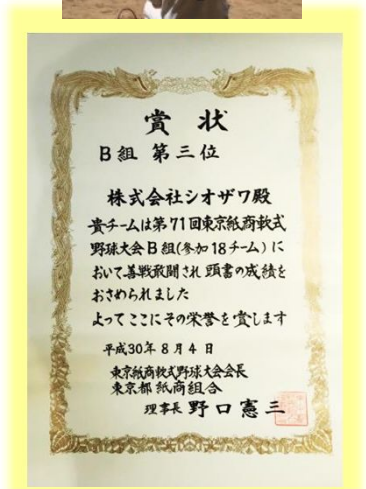 賞状
B組 第三位
株式会社シオザワ殿
貴チームは第71回東京紙商軟式
野球大会B組(参加18チーム)に
おいて善戦敢闘され頭書の成績を
おさめられました
よってここにその栄誉を賞します
平成30年8月4日
東京紙商軟式野球大会会長
東京都紙商組合
理事長 野口憲三